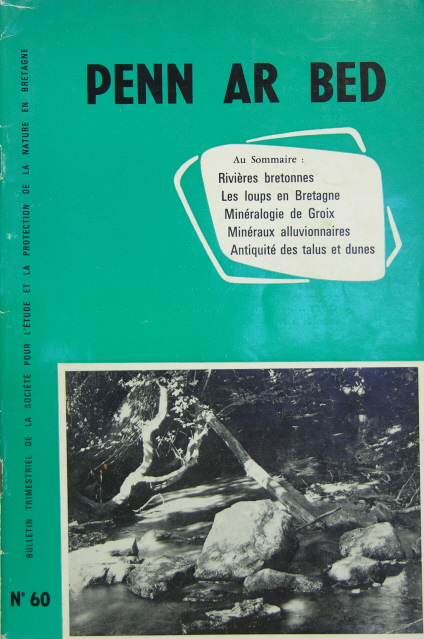 PENN AR BED
Au Sommaire :
Rivières bretonnes
Les loups en Bretagne
Minéralogie de Groix
Minéraux alluvionnaires
Antiquité des talus et dunes
BULLETIN TRIMESTRIEL DE LA SOCIÉTÉ POUR L'ÉTUDE ET LA PROTECTION DE LA NATURE EN BRETAGNE
N° 60